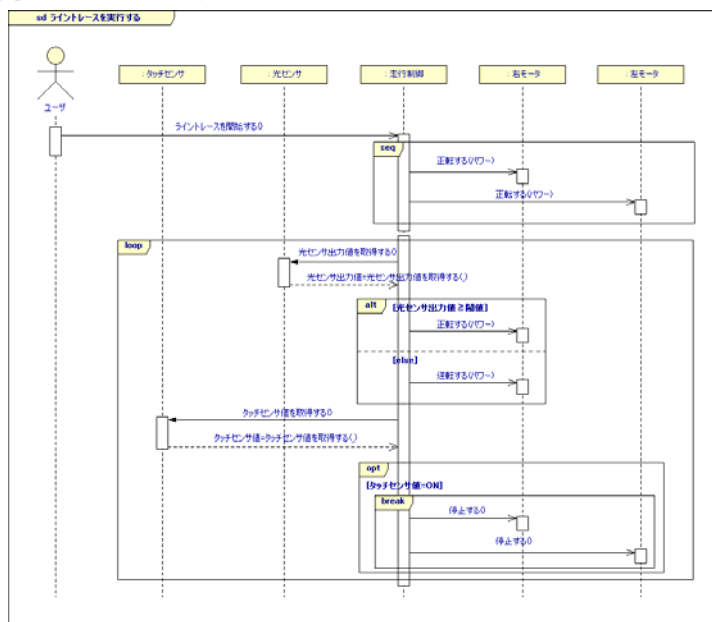 sd ライントレースを実行する
: タッチセンサ
: 光センサ
: 走行制御
: 右モータ
: 左モータ
ユーザ
ライントレースを開始する()
seq
正転する(パワー)
正転する(パワー)
loop
光センサ出力値を取得する()
光センサ出力値=光センサ出力値を取得する(,)
alt
[光センサ出力値≧閾値]
正転する(パワー)
[else]
逆転する(パワー)
タッチセンサ値を取得する()
タッチセンサ値=タッチセンサ値を取得する(,)
opt
[タッチセンサ値=ON]
break
停止する()
停止する()